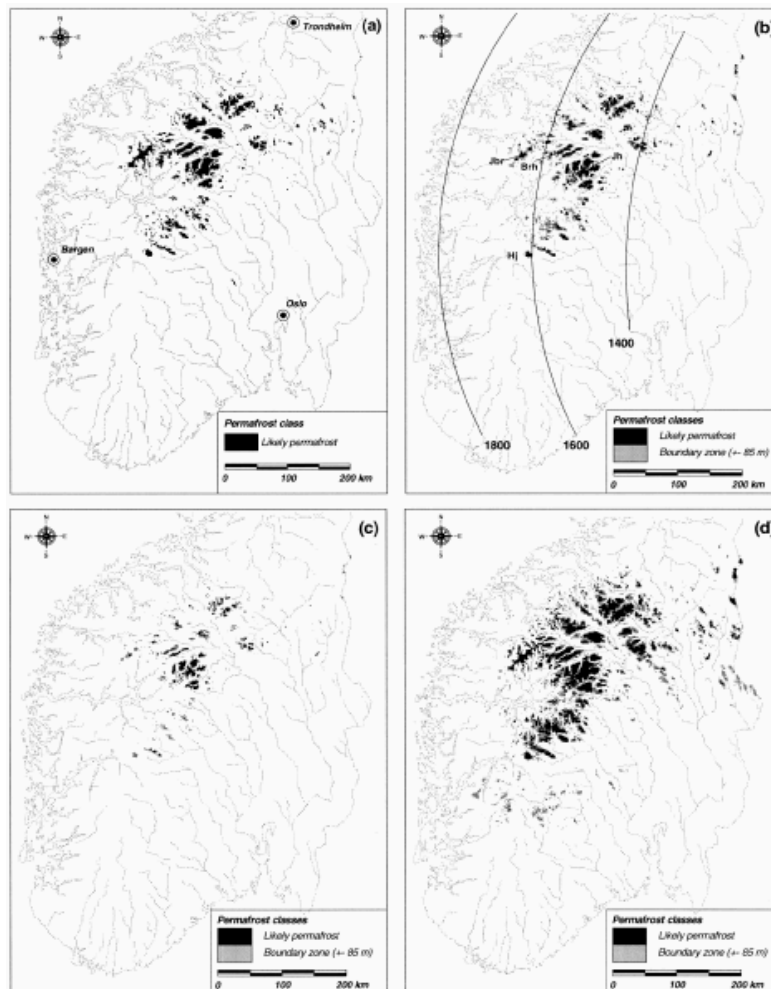 Trondheim (a)
N
W E
S
Bergen
Oslo
Permafrost class
Likely permafrost
0 100 200 km
(b)
N
W E
S
Jbr Brh Jh
Hj
1400
1800 1600
Permafrost classes
Likely permafrost
Boundary zone (+- 85 m)
0 100 200 km
(c)
N
W E
S
Permafrost classes
Likely permafrost
Boundary zone (+- 85 m)
0 100 200 km
(d)
N
W E
S
Permafrost classes
Likely permafrost
Boundary zone (+- 85 m)
0 100 200 km